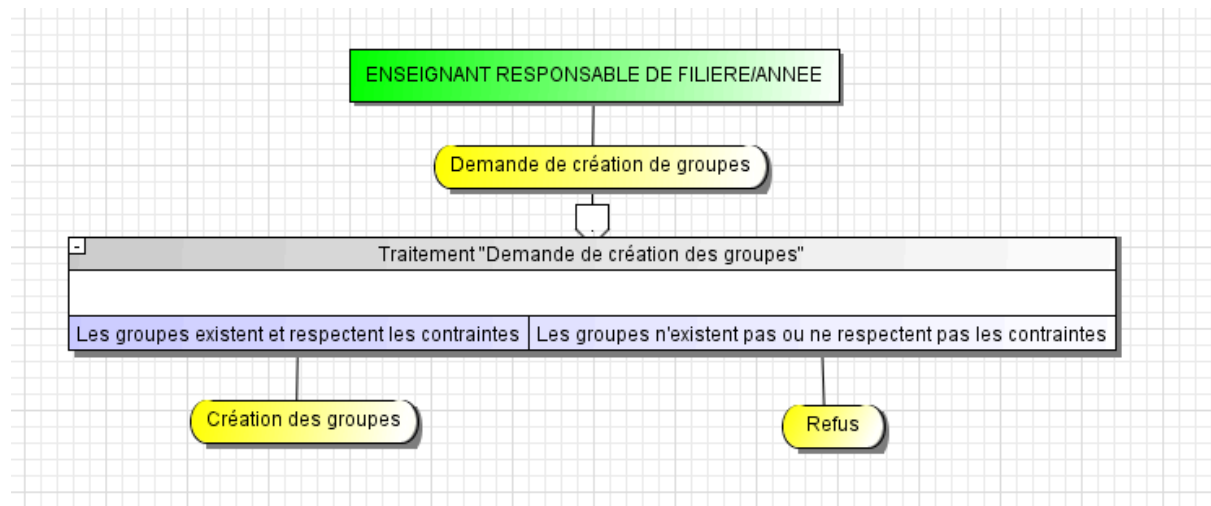 ENSEIGNANT RESPONSABLE DE FILIERE/ANNEE
Demande de création de groupes
Traitement "Demande de création des groupes"
Les groupes existent et respectent les contraintes
Les groupes n'existent pas ou ne respectent pas les contraintes
Création des groupes
Refus